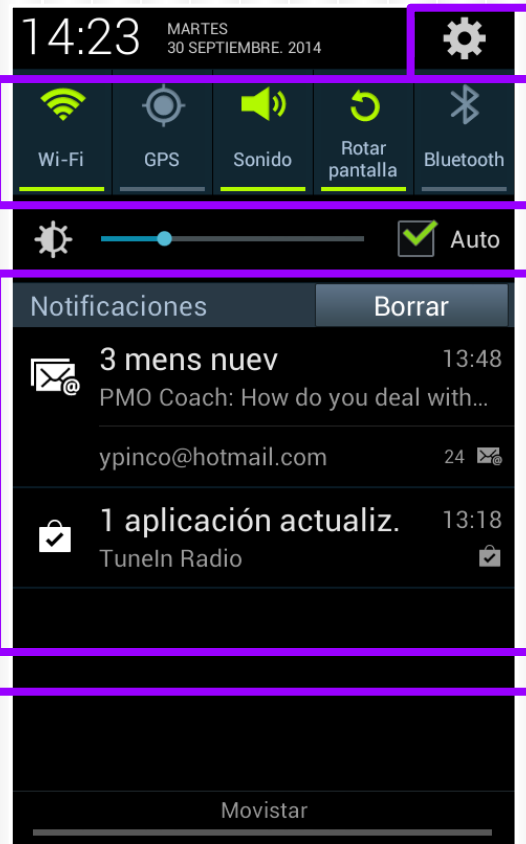 14:23
MARTES
30 SEPTIEMBRE. 2014
Wi-Fi
GPS
Sonido
Rotar
pantalla
Bluetooth
Auto
Notificaciones
Borrar
3 mens nuev
13:48
PMO Coach: How do you deal with...
ypinco@hotmail.com
24
1 aplicación actualiz.
13:18
TuneIn Radio
Movistar